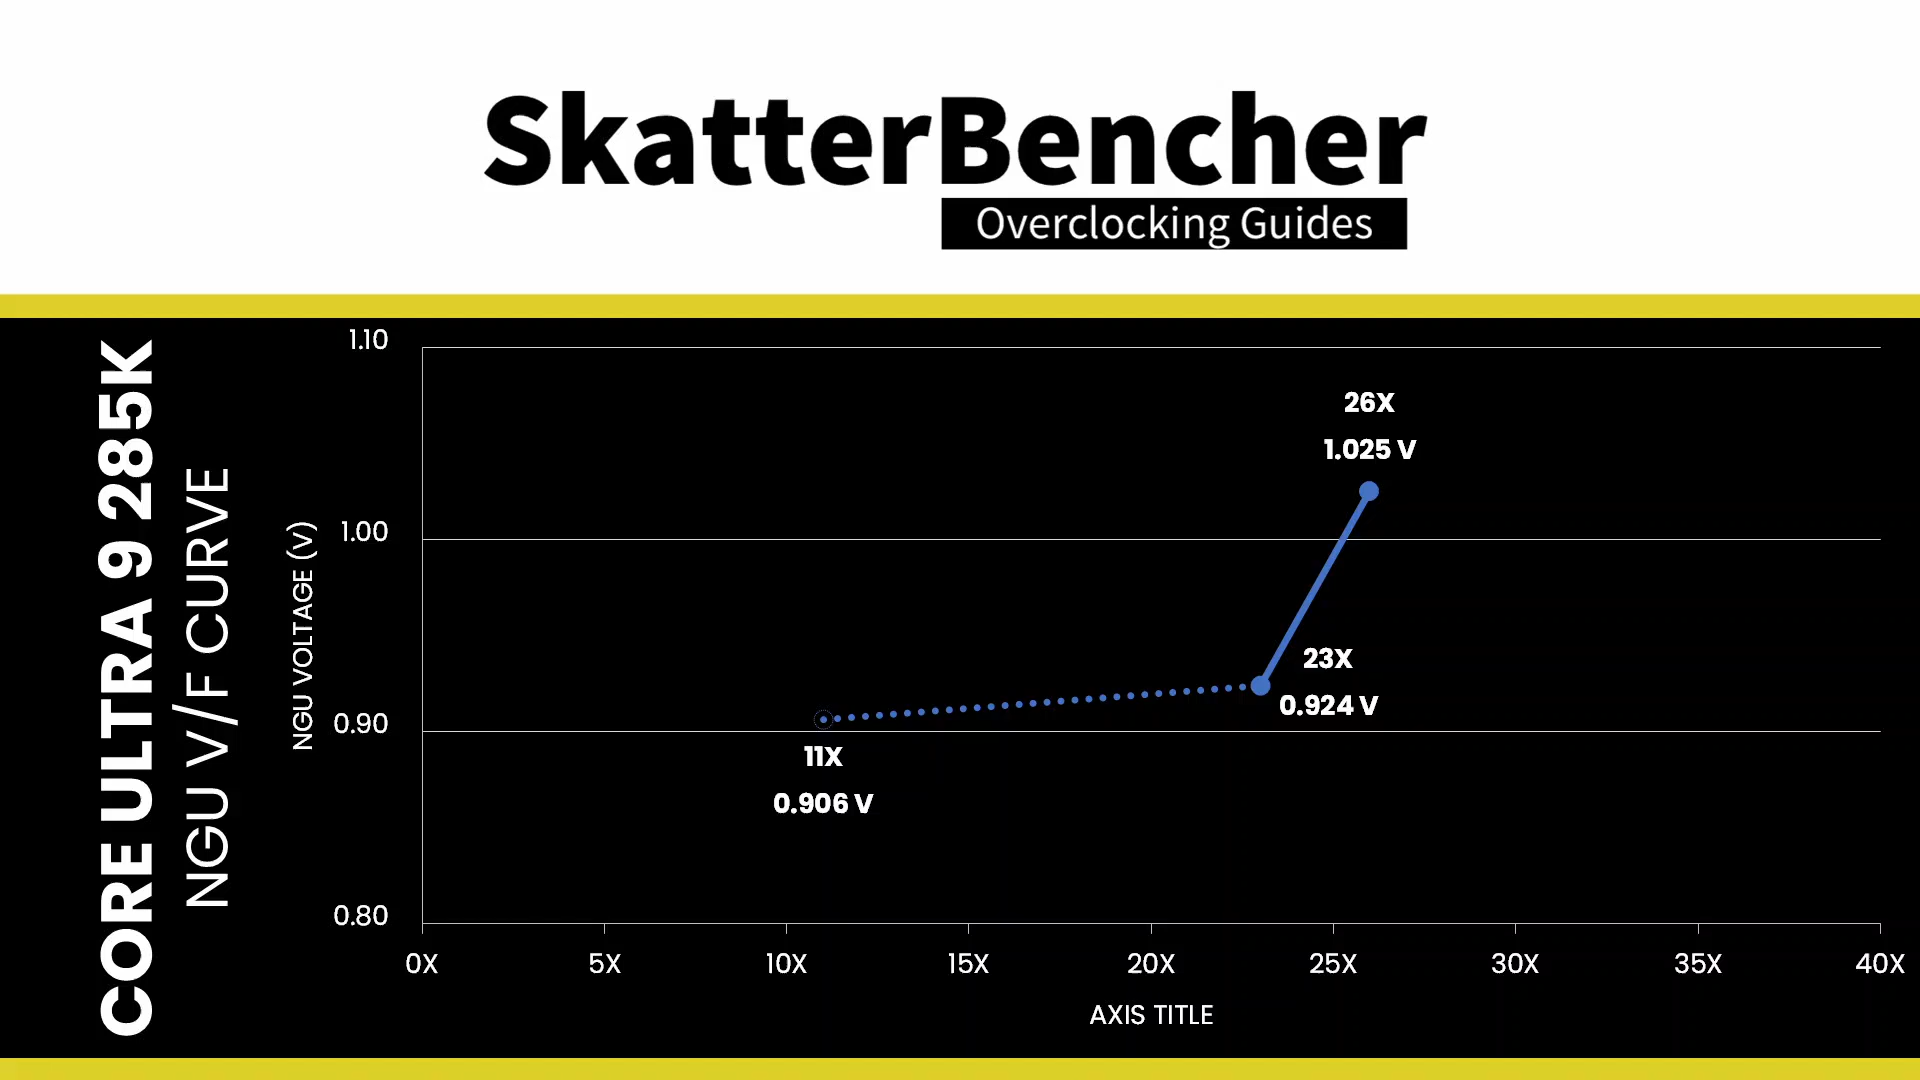 SkatterBencher
Overclocking Guides
CORE ULTRA 9 285K
NGU V/F CURVE
NGU VOLTAGE (V)
1.10
1.00
0.90
0.80
26X
1.025 V
23X
0.924 V
11X
0.906 V
0X 5X 10X 15X 20X 25X 30X 35X 40X
AXIS TITLE